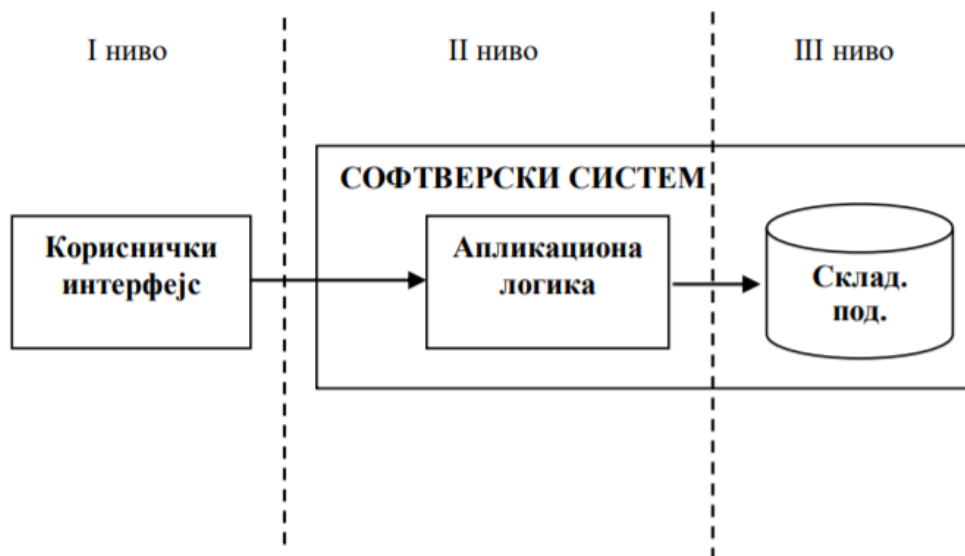 I ниво
II ниво
III ниво
СОФТВЕРСКИ СИСТЕМ
Кориснички
интерфејс
Апликациона
логика
Склад.
под.